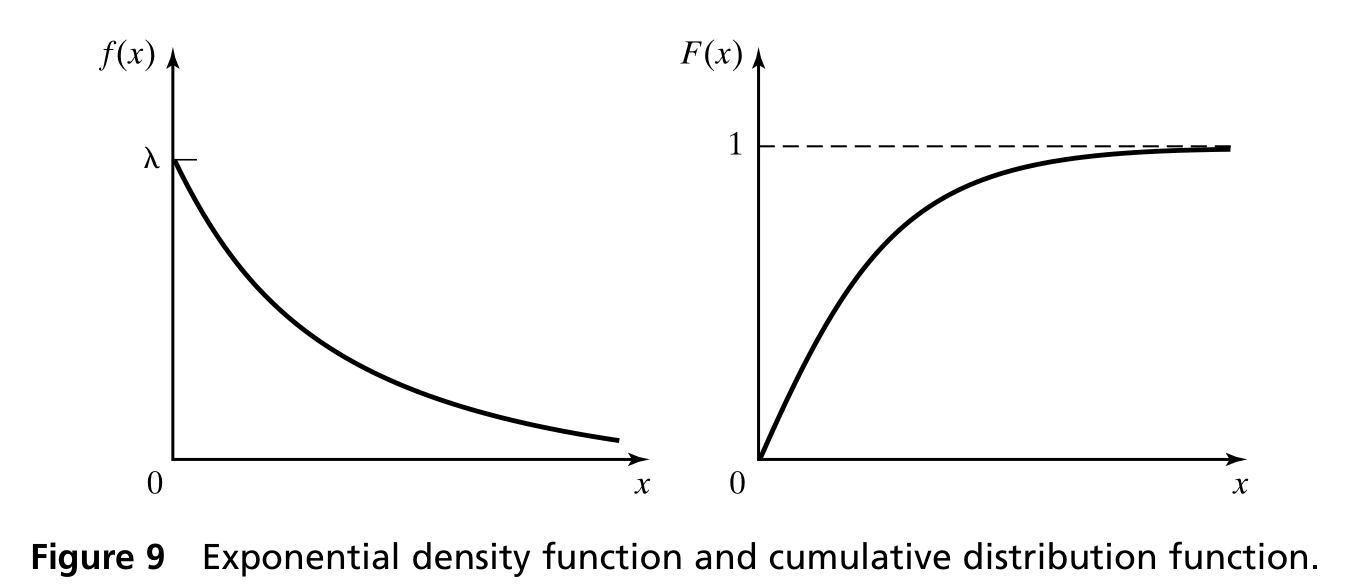 f(x)
λ
0
x
F(x)
1
0
x
Figure 9 Exponential density function and cumulative distribution function.